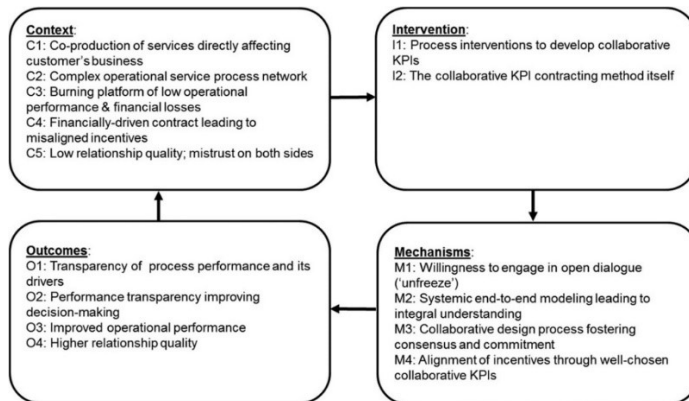 Context:
C1: Co-production of services directly affecting
customer's business
C2: Complex operational service process network
C3: Burning platform of low operational
performance & financial losses
C4: Financially-driven contract leading to
misaligned incentives
C5: Low relationship quality; mistrust on both sides
Intervention:
I1: Process interventions to develop collaborative
KPIs
I2: The collaborative KPI contracting method itself
Outcomes:
O1: Transparency of process performance and its
drivers
O2: Performance transparency improving
decision-making
O3: Improved operational performance
O4: Higher relationship quality
Mechanisms:
M1: Willingness to engage in open dialogue
('unfreeze')
M2: Systemic end-to-end modeling leading to
integral understanding
M3: Collaborative design process fostering
consensus and commitment
M4: Alignment of incentives through well-chosen
collaborative KPIs